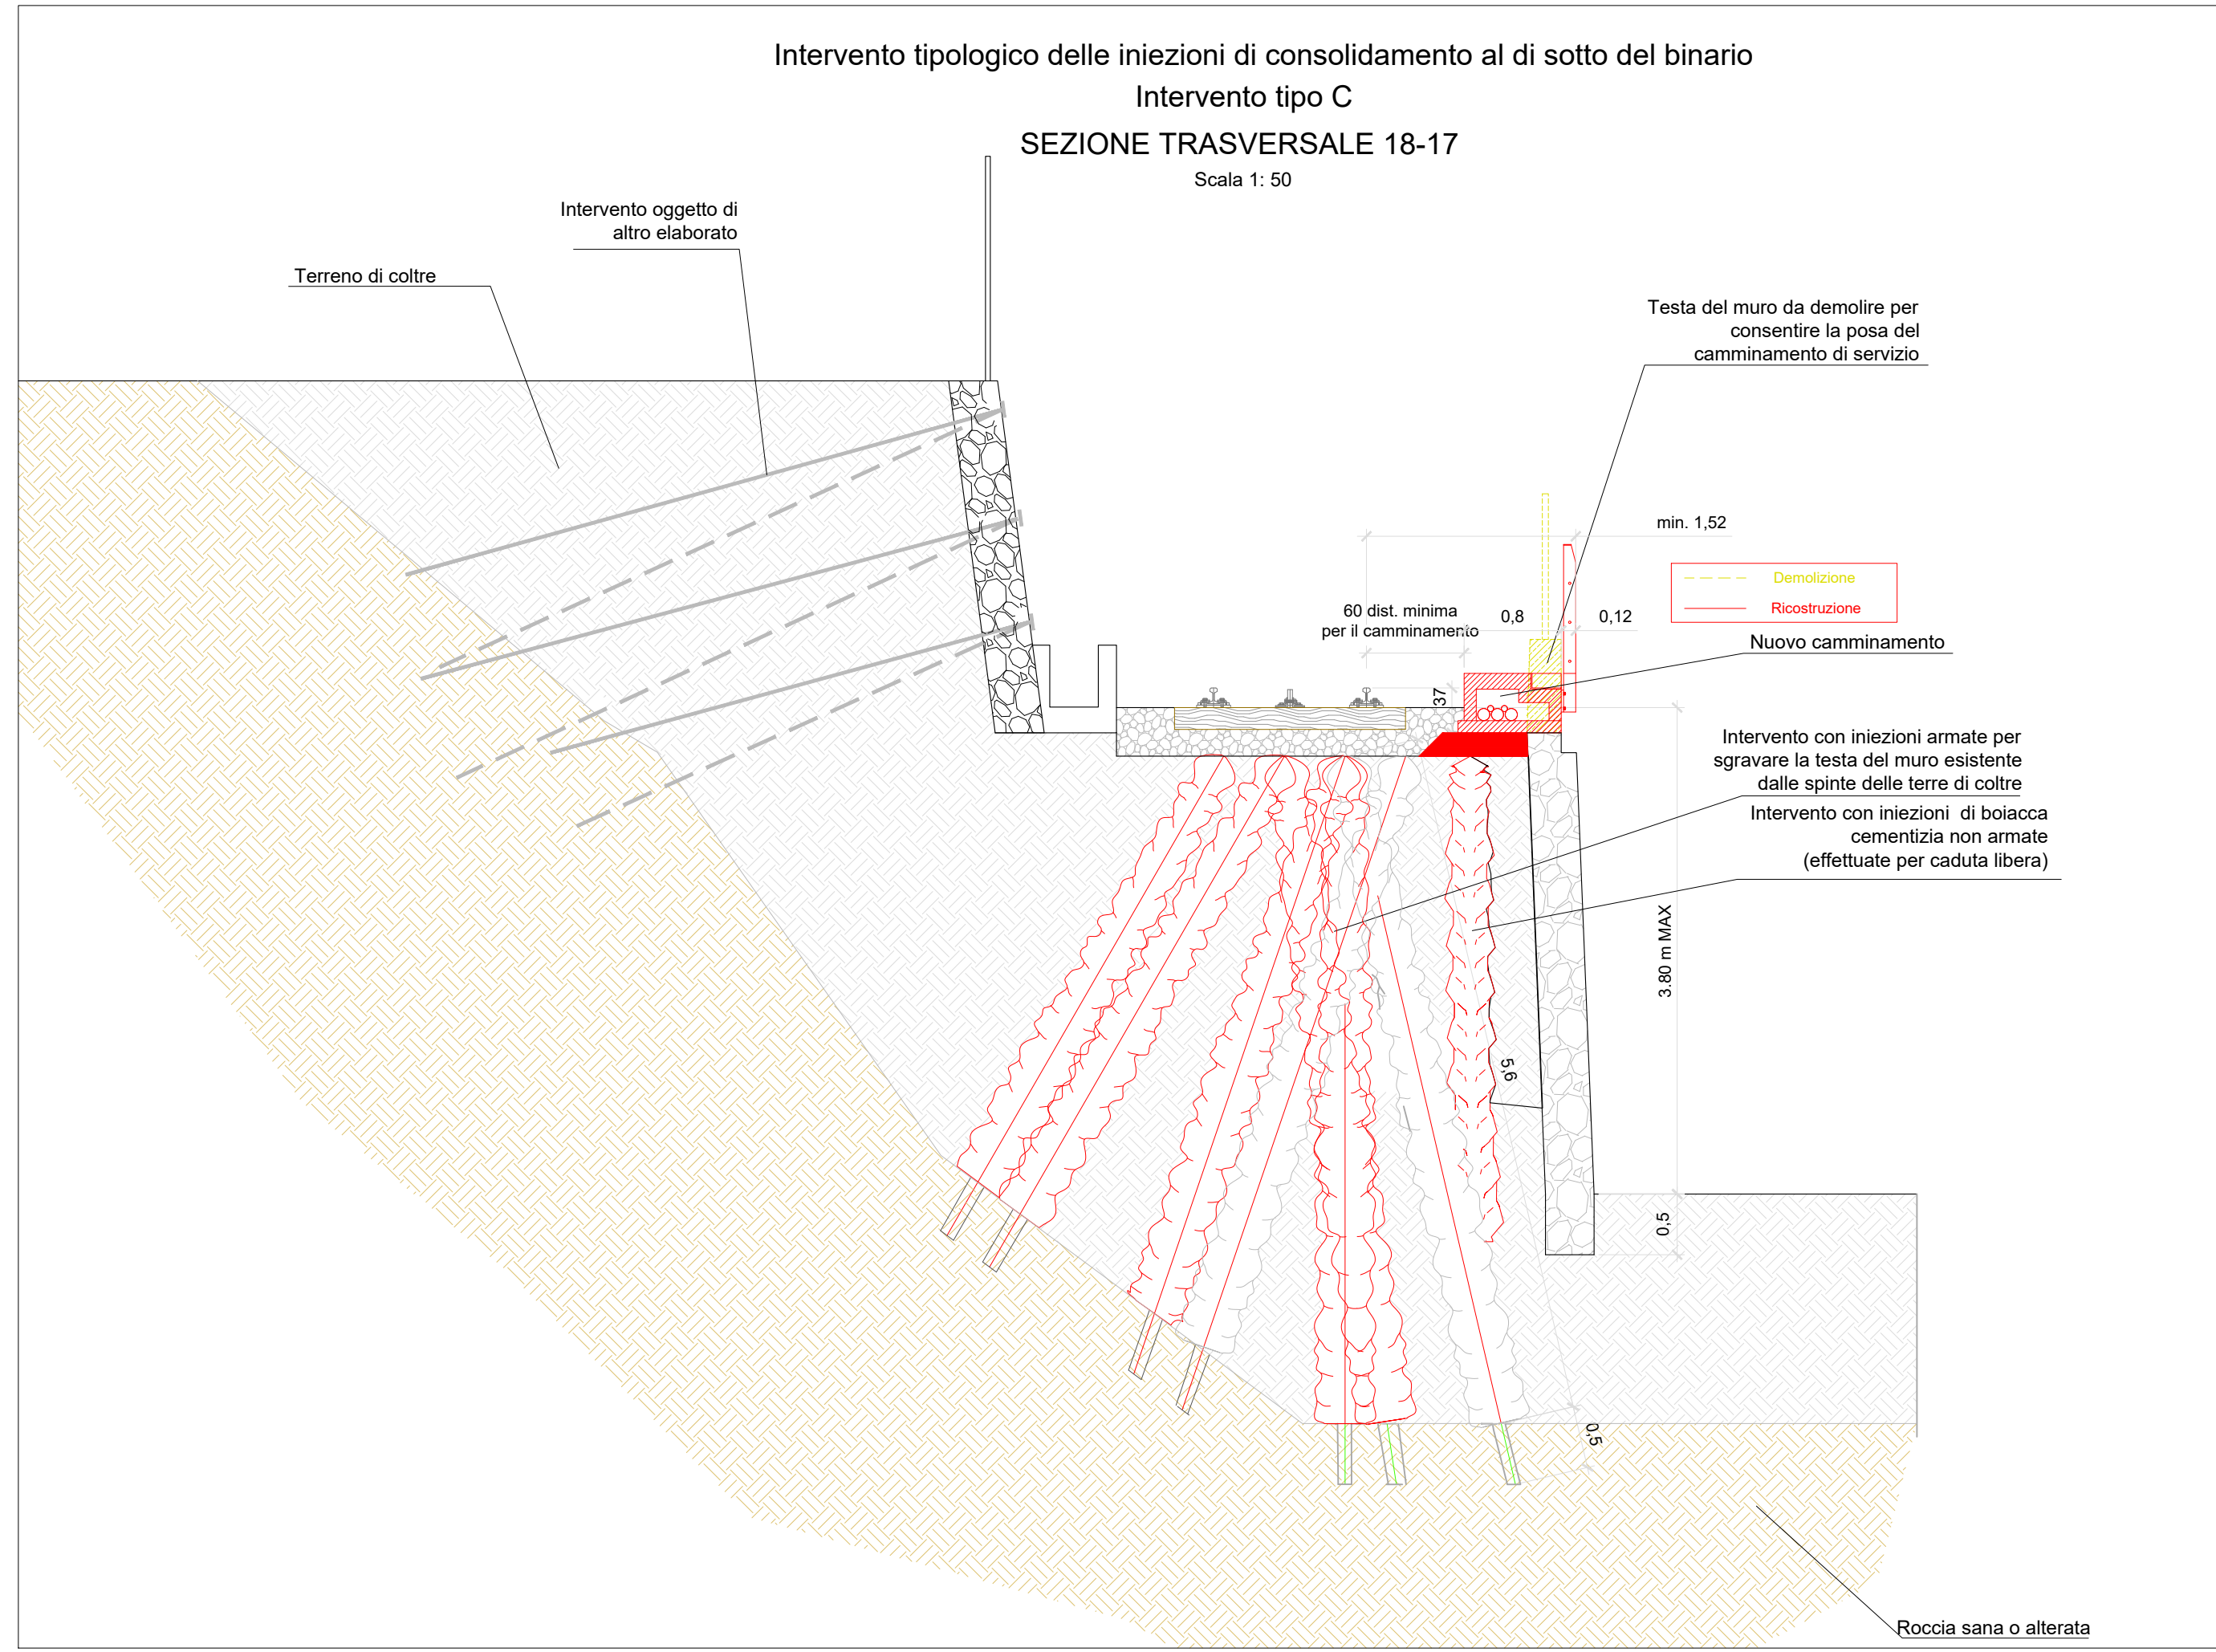 Intervento tipologico delle iniezioni di consolidamento al di sotto del binario
Intervento tipo C
SEZIONE TRASVERSALE 18-17
Scala 1: 50
Intervento oggetto di
altro elaborato
Terreno di coltre
Testa del muro da demolire per
consentire la posa del
camminamento di servizio
min. 1,52
Demolizione
Ricostruzione
60 dist. minima
per il camminamento
0,8
0,12
Nuovo camminamento
37
Intervento con iniezioni armate per
sgravare la testa del muro esistente
dalle spinte delle terre di coltre
Intervento con iniezioni di boiacca
cementizia non armate
(effettuate per caduta libera)
3.80 m MAX
5,6
0,5
0,5
Roccia sana o alterata